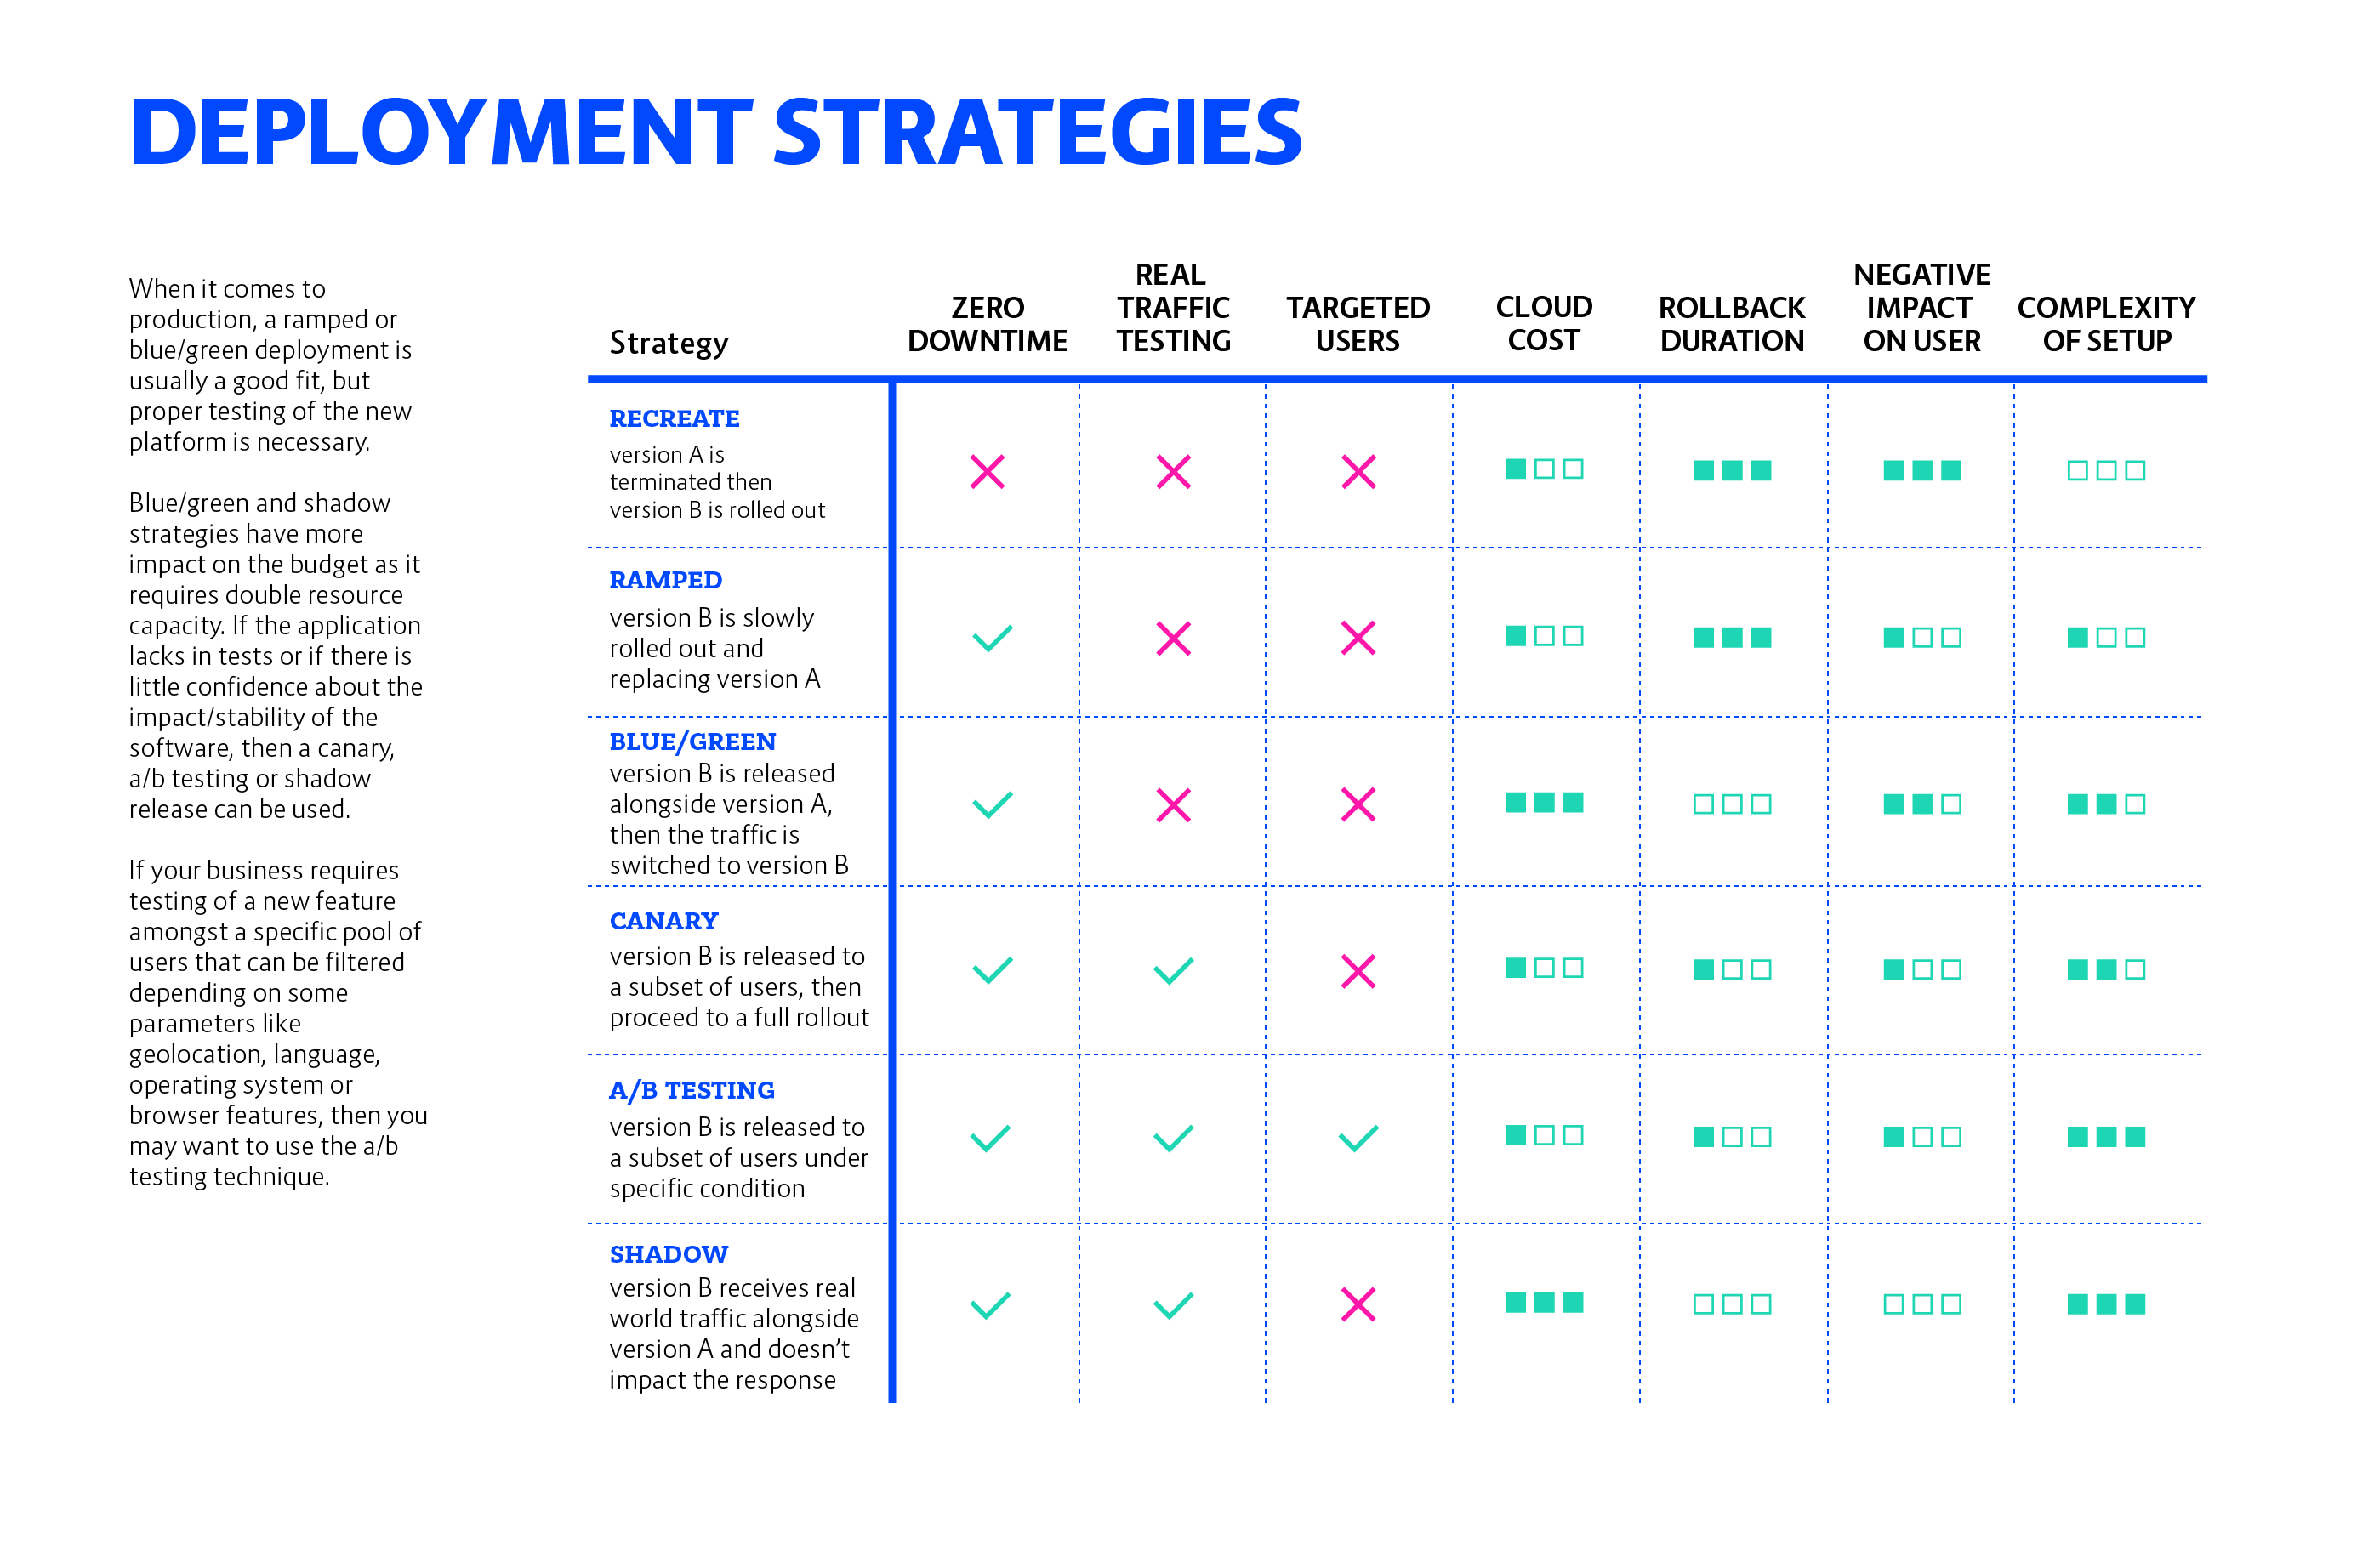 DEPLOYMENT STRATEGIES
When it comes to
production, a ramped or
blue/green deployment is
usually a good fit, but
proper testing of the new
platform is necessary.
Blue/green and shadow
strategies have more
impact on the budget as it
requires double resource
capacity. If the application
lacks in tests or if there is
little confidence about the
impact/stability of the
software, then a canary,
a/b testing or shadow
release can be used.
If your business requires
testing of a new feature
amongst a specific pool of
users that can be filtered
depending on some
parameters like
geolocation, language,
operating system or
browser features, then you
may want to use the a/b
testing technique.
Strategy
ZERO
DOWNTIME
REAL
TRAFFIC
TESTING
TARGETED
USERS
CLOUD
COST
ROLLBACK
DURATION
NEGATIVE
IMPACT
ON USER
COMPLEXITY
OF SETUP
RECREATE
version A is
terminated then
version B is rolled out
RAMPED
version B is slowly
rolled out and
replacing version A
BLUE/GREEN
version B is released
alongside version A,
then the traffic is
switched to version B
CANARY
version B is released to
a subset of users, then
proceed to a full rollout
A/B TESTING
version B is released to
a subset of users under
specific condition
SHADOW
version B receives real
world traffic alongside
version A and doesn’t
impact the response